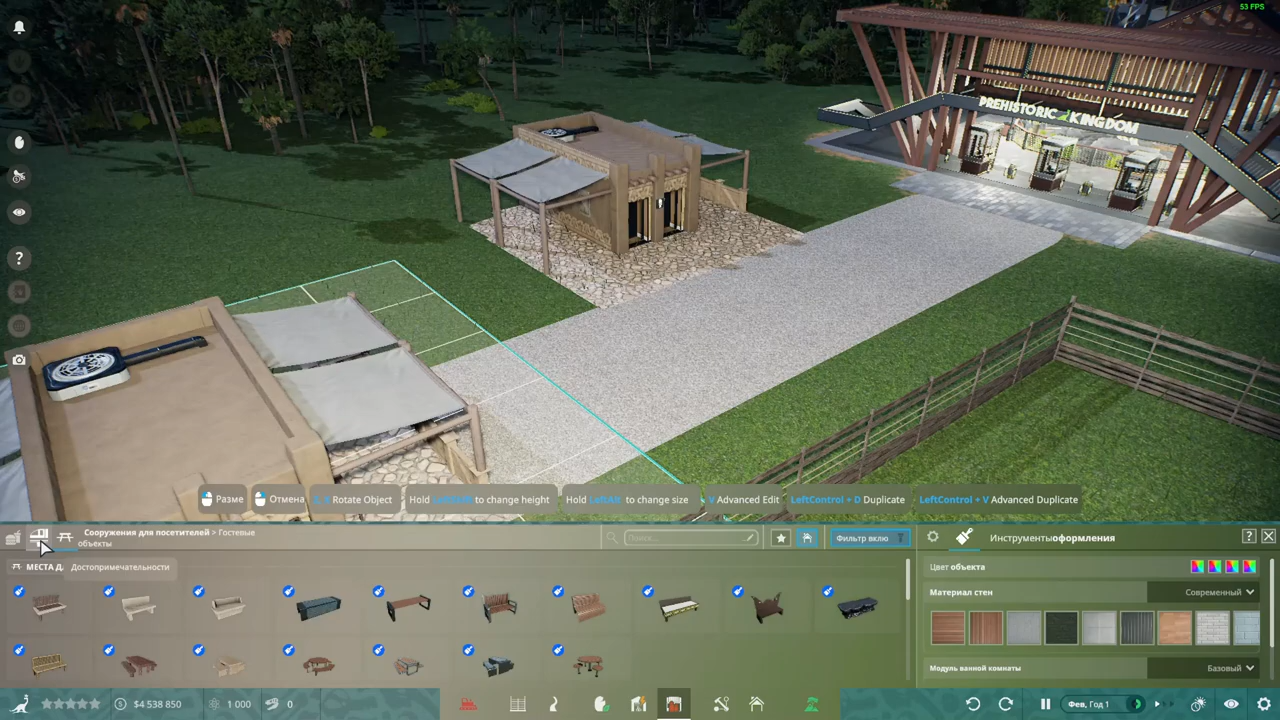 53 FPS
PREHISTORIC KINGDOM
Разме
Отмена
Rotate Object
Hold
to change height
Hold LeftAlt to change size
V Advanced Edit
LeftControl + D Duplicate
LeftControl + V Advanced Duplicate
Сооружения для посетителей > Гостевые
объекты
Поиск...
Фильтр вклю
Инструменты оформления
?
МЕСТА Д
Достопримечательности
Цвет объекта
Материал стен
Современный
Модуль ванной комнаты
Базовый
$4 538 850
1 000
0
Фев, Год 1